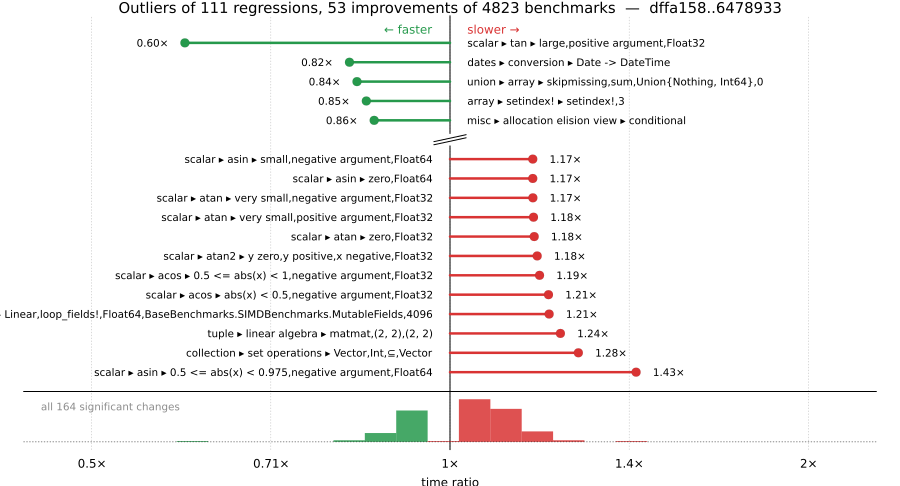 Outliers of 111 regressions, 53 improvements of 4823 benchmarks — dffa158..6478933
← faster slower →
0.60× scalar ▸ tan ▸ large,positive argument,Float32
0.82× dates ▸ conversion ▸ Date -> DateTime
0.84× union ▸ array ▸ skipmissing,sum,Union{Nothing, Int64},0
0.85× array ▸ setindex! ▸ setindex!,3
0.86× misc ▸ allocation elision view ▸ conditional
scalar ▸ asin ▸ small,negative argument,Float64 1.17×
scalar ▸ asin ▸ zero,Float64 1.17×
scalar ▸ atan ▸ very small,negative argument,Float32 1.17×
scalar ▸ atan ▸ very small,positive argument,Float32 1.18×
scalar ▸ atan ▸ zero,Float32 1.18×
scalar ▸ atan2 ▸ y zero,y positive,x negative,Float32 1.18×
scalar ▸ acos ▸ 0.5 <= abs(x) < 1,negative argument,Float32 1.19×
scalar ▸ acos ▸ abs(x) < 0.5,negative argument,Float32 1.21×
Linear,loop_fields!,Float64,BaseBenchmarks.SIMDBenchmarks.MutableFields,4096 1.21×
tuple ▸ linear algebra ▸ matmat,(2, 2),(2, 2) 1.24×
collection ▸ set operations ▸ Vector,Int,⊆,Vector 1.28×
scalar ▸ asin ▸ 0.5 <= abs(x) < 0.975,negative argument,Float64 1.43×
all 164 significant changes
0.5× 0.71× 1× 1.4× 2×
time ratio